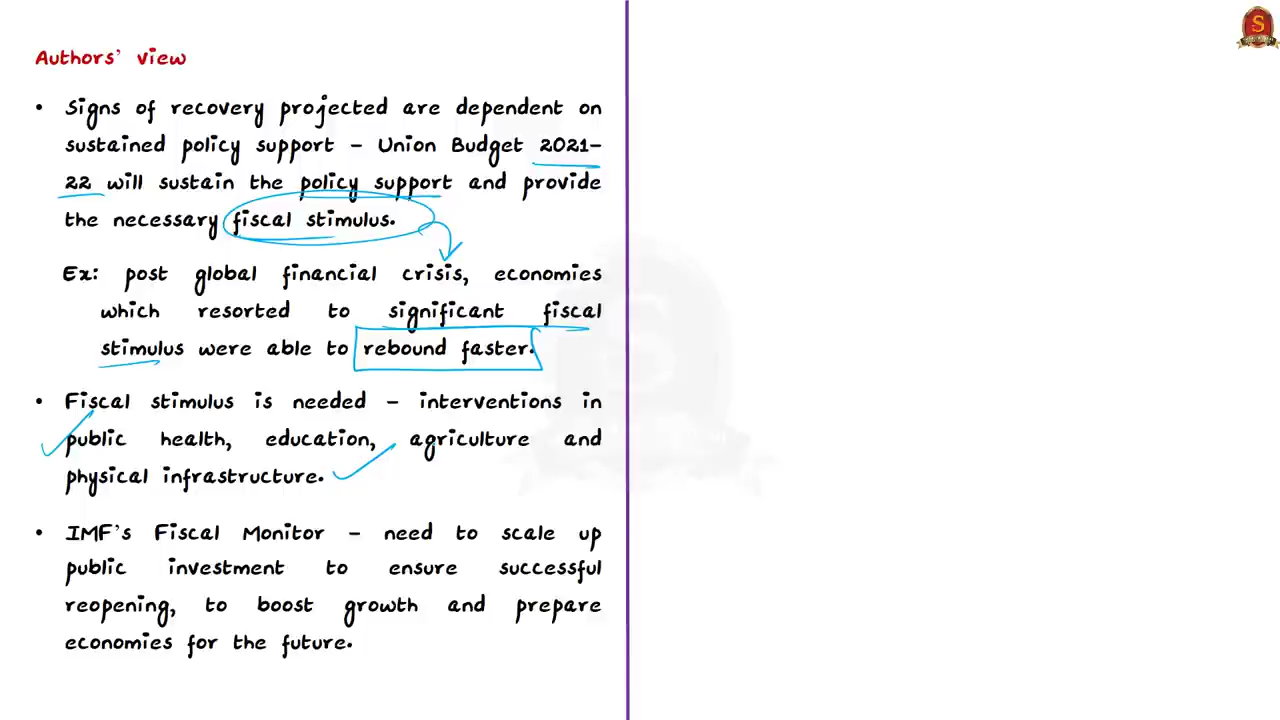 Authors' view
• Signs of recovery projected are dependent on
sustained policy support - Union Budget 2021-
22 will sustain the policy support and provide
the necessary fiscal stimulus.
Ex: post global financial crisis, economies
which resorted to significant fiscal
stimulus were able to rebound faster.
• Fiscal stimulus is needed - interventions in
public health, education, agriculture and
physical infrastructure.
• IMF's Fiscal Monitor - need to scale up
public investment to ensure successful
reopening, to boost growth and prepare
economies for the future.
S